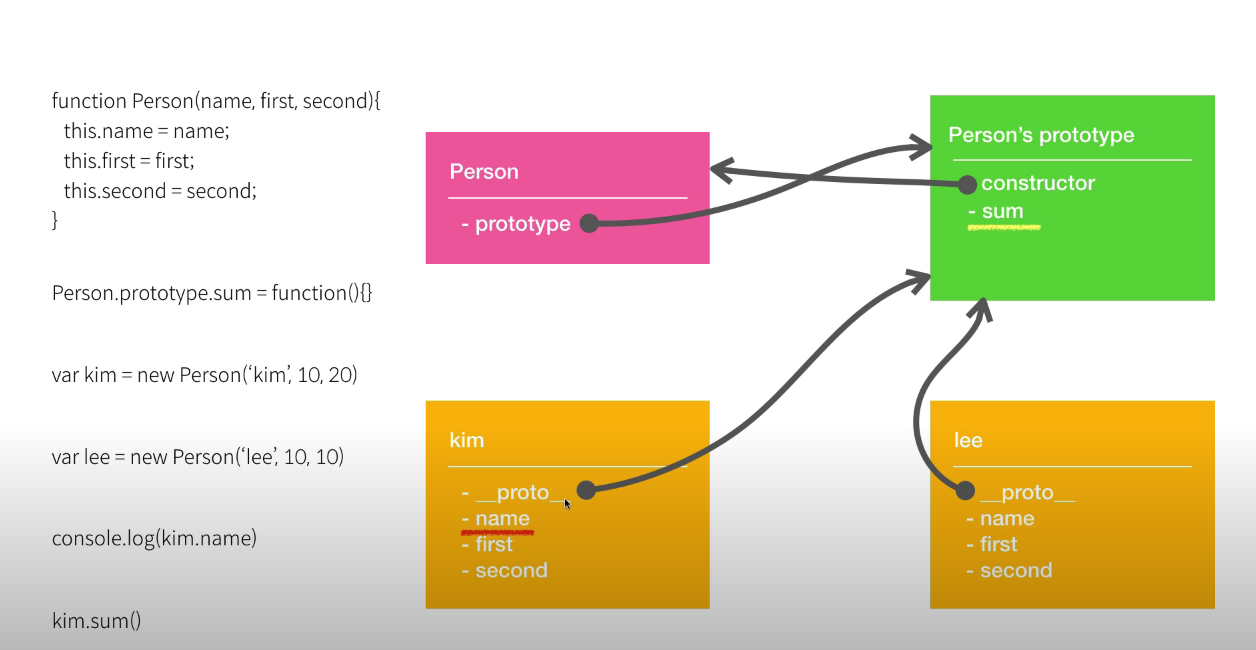 function Person(name, first, second){
this.name = name;
this.first = first;
this.second = second;
}
Person.prototype.sum = function(){}
var kim = new Person(‘kim’, 10, 20)
var lee = new Person(‘lee’, 10, 10)
console.log(kim.name)
kim.sum()
Person
- prototype
Person’s prototype
constructor
- sum
kim
- __proto__
- name
- first
- second
lee
__proto__
- name
- first
- second